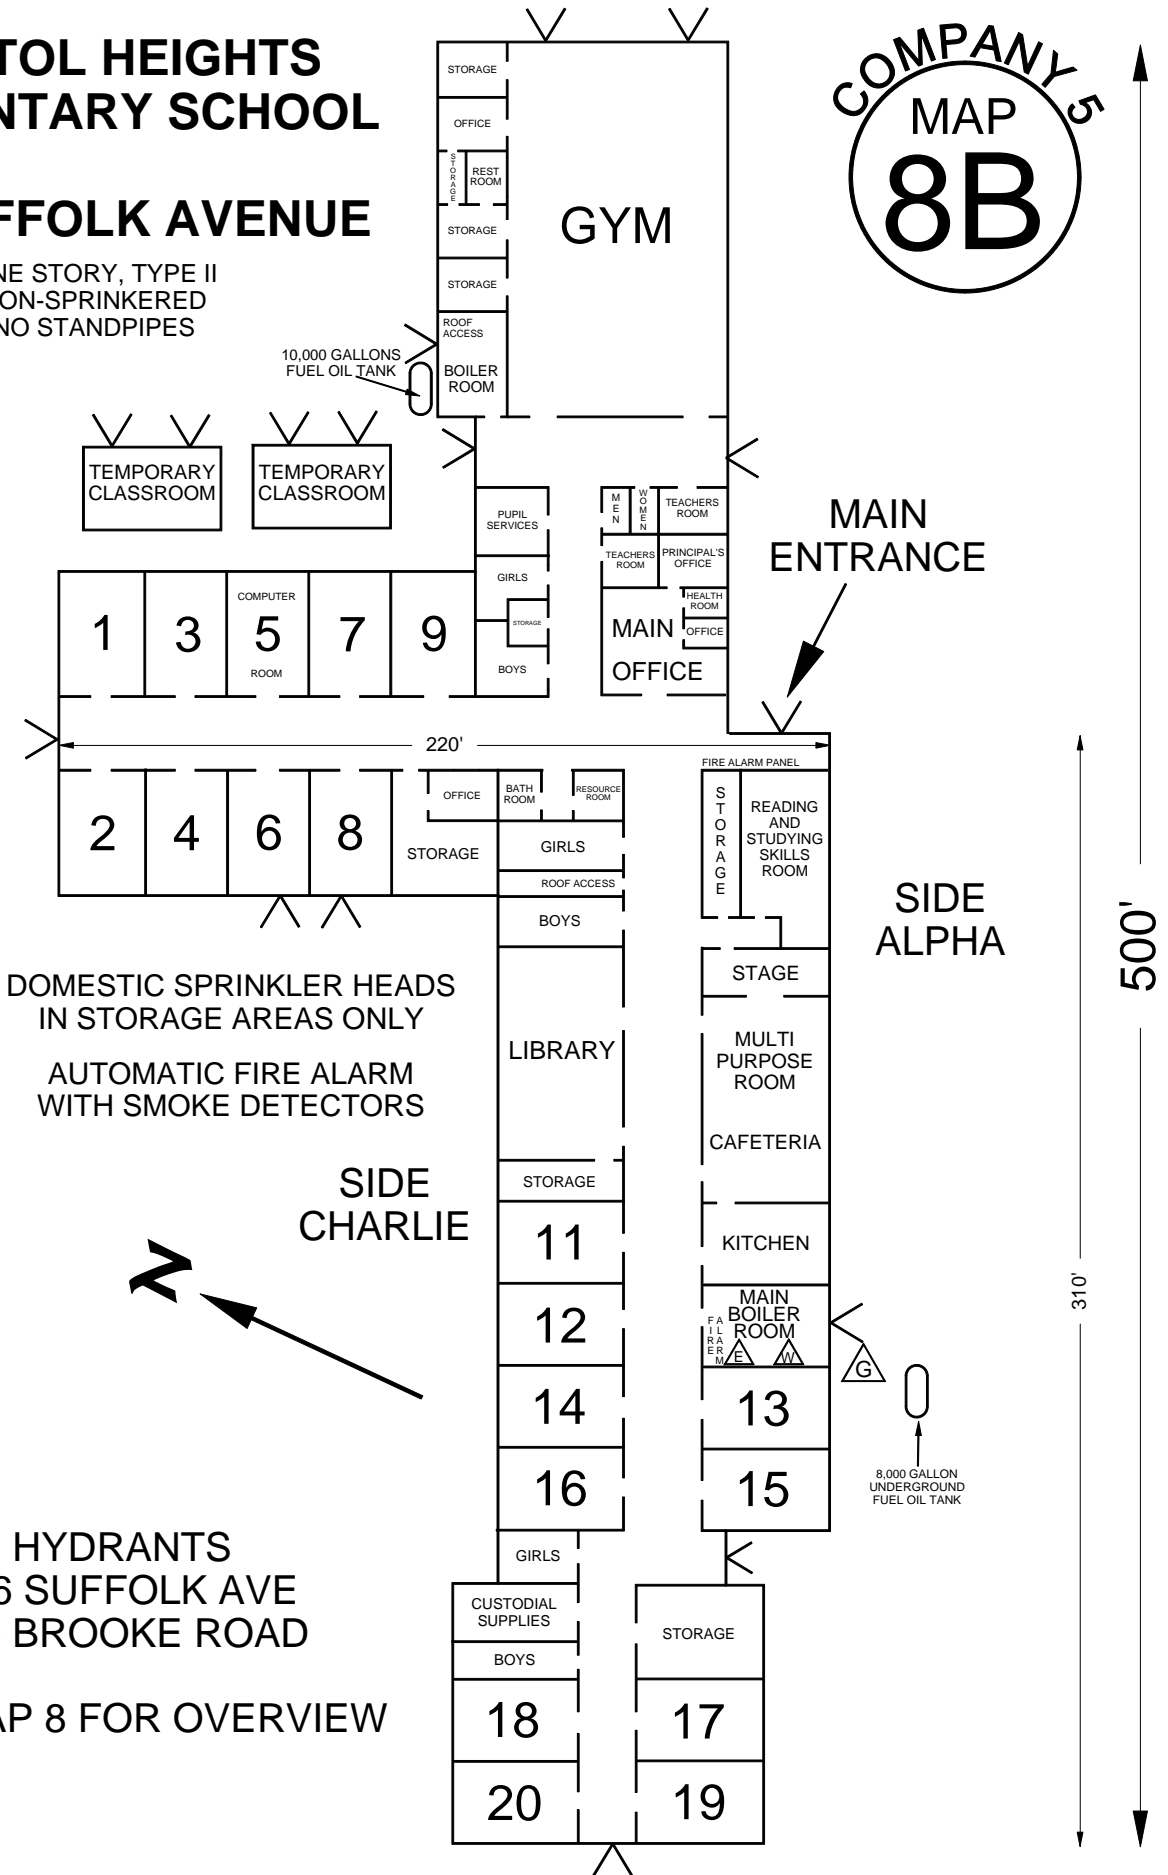 TOL HEIGHTS
NTARY SCHOOL
FFOLK AVENUE
NE STORY, TYPE II
ON-SPRINKERED
NO STANDPIPES
COMPANY 5
MAP
8B
STORAGE
OFFICE
STORAGE
REST
ROOM
STORAGE
STORAGE
ROOF
ACCESS
BOILER
ROOM
GYM
10,000 GALLONS
FUEL OIL TANK
TEMPORARY
CLASSROOM
TEMPORARY
CLASSROOM
PUPIL
SERVICES
GIRLS
STORAGE
BOYS
MEN
WOMEN
TEACHERS
ROOM
TEACHERS
ROOM
PRINCIPAL'S
OFFICE
HEALTH
ROOM
OFFICE
MAIN
OFFICE
MAIN
ENTRANCE
1
3
COMPUTER
5
ROOM
7
9
220'
FIRE ALARM PANEL
2
4
6
8
OFFICE
STORAGE
BATH
ROOM
RESOURCE
ROOM
GIRLS
ROOF ACCESS
BOYS
STORAGE
READING
AND
STUDYING
SKILLS
ROOM
SIDE
ALPHA
500'
STAGE
DOMESTIC SPRINKLER HEADS
IN STORAGE AREAS ONLY
AUTOMATIC FIRE ALARM
WITH SMOKE DETECTORS
LIBRARY
MULTI
PURPOSE
ROOM
CAFETERIA
SIDE
CHARLIE
STORAGE
11
KITCHEN
N
310'
12
MAIN
BOILER
ROOM
FIRE
ALARM
E
W
G
14
13
16
15
8,000 GALLON
UNDERGROUND
FUEL OIL TANK
HYDRANTS
6 SUFFOLK AVE
BROOKE ROAD
AP 8 FOR OVERVIEW
GIRLS
CUSTODIAL
SUPPLIES
BOYS
STORAGE
18
17
20
19